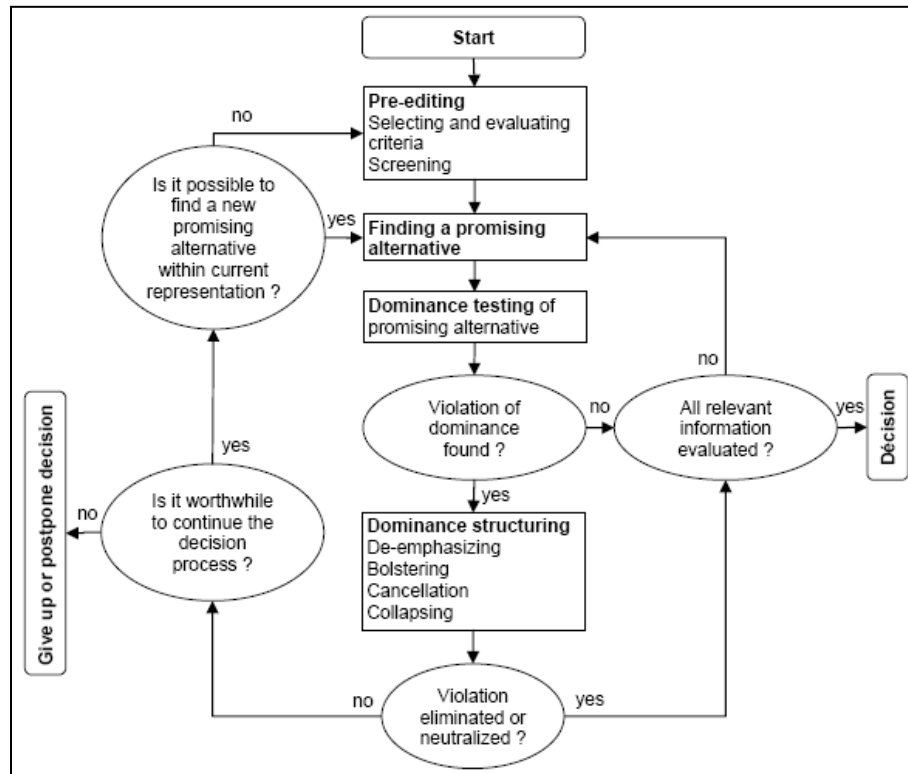 Start
Pre-editing
Selecting and evaluating
criteria
Screening
no
Is it possible to
find a new
promising
alternative
within current
representation ?
yes
Finding a promising
alternative
Dominance testing of
promising alternative
no
Violation of
dominance
found ?
no
All relevant
information
evaluated ?
yes
Décision
yes
Dominance structuring
De-emphasizing
Bolstering
Cancellation
Collapsing
yes
Is it worthwhile
to continue the
decision
process ?
no
Give up or postpone decision
no
Violation
eliminated or
neutralized ?
yes